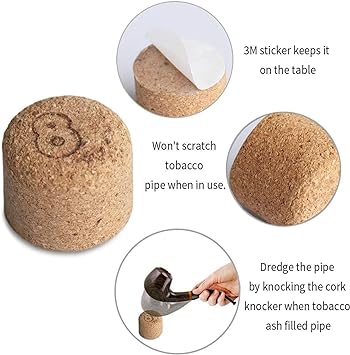 3M sticker keeps it
on the table
Won't scratch
tobacco
pipe when in use.
8
Dredge the pipe
by knocking the cork
knocker when tobacco
ash filled pipe